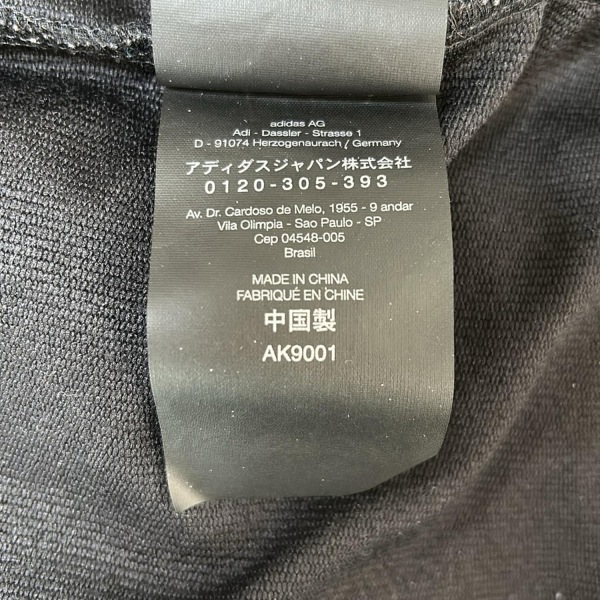 adidas AG
Adi - Dassler - Strasse 1
D - 91074 Herzogenaurach / Germany
アディダスジャパン株式会社
0120-305-393
Av. Dr. Cardoso de Melo, 1955 - 9 andar
Vila Olimpia - Sao Paulo - SP
Cep 04548-005
Brasil
MADE IN CHINA
FABRIQUÉ EN CHINE
中国製
AK9001